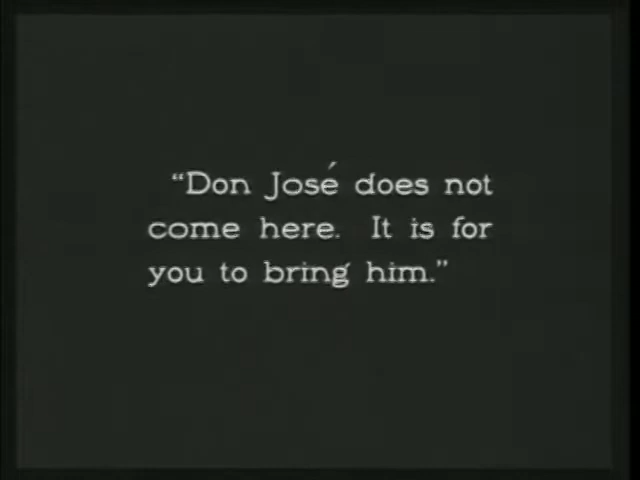 “Don José does not
come here. It is for
you to bring him.”